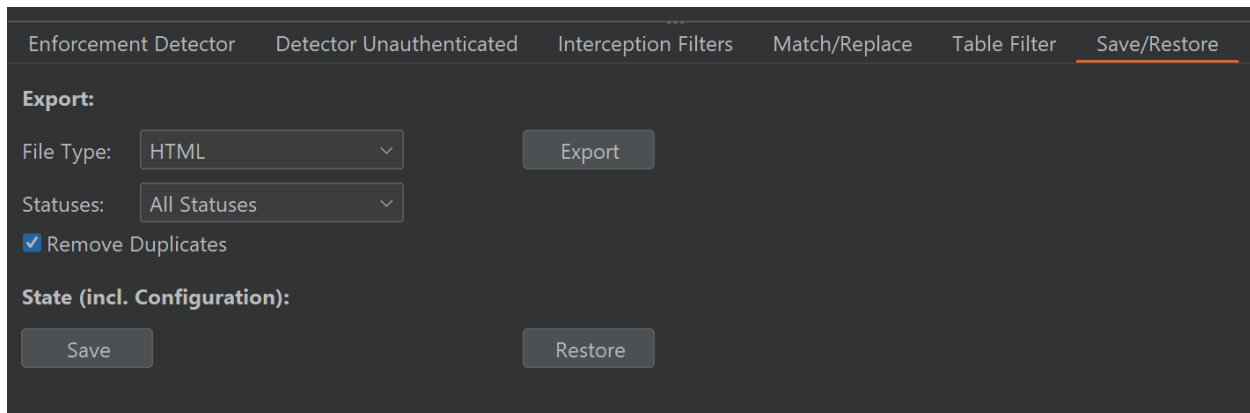 Enforcement Detector Detector Unauthenticated Interception Filters Match/Replace Table Filter Save/Restore
Export:
File Type: HTML Export
Statuses: All Statuses
Remove Duplicates
State (incl. Configuration):
Save Restore